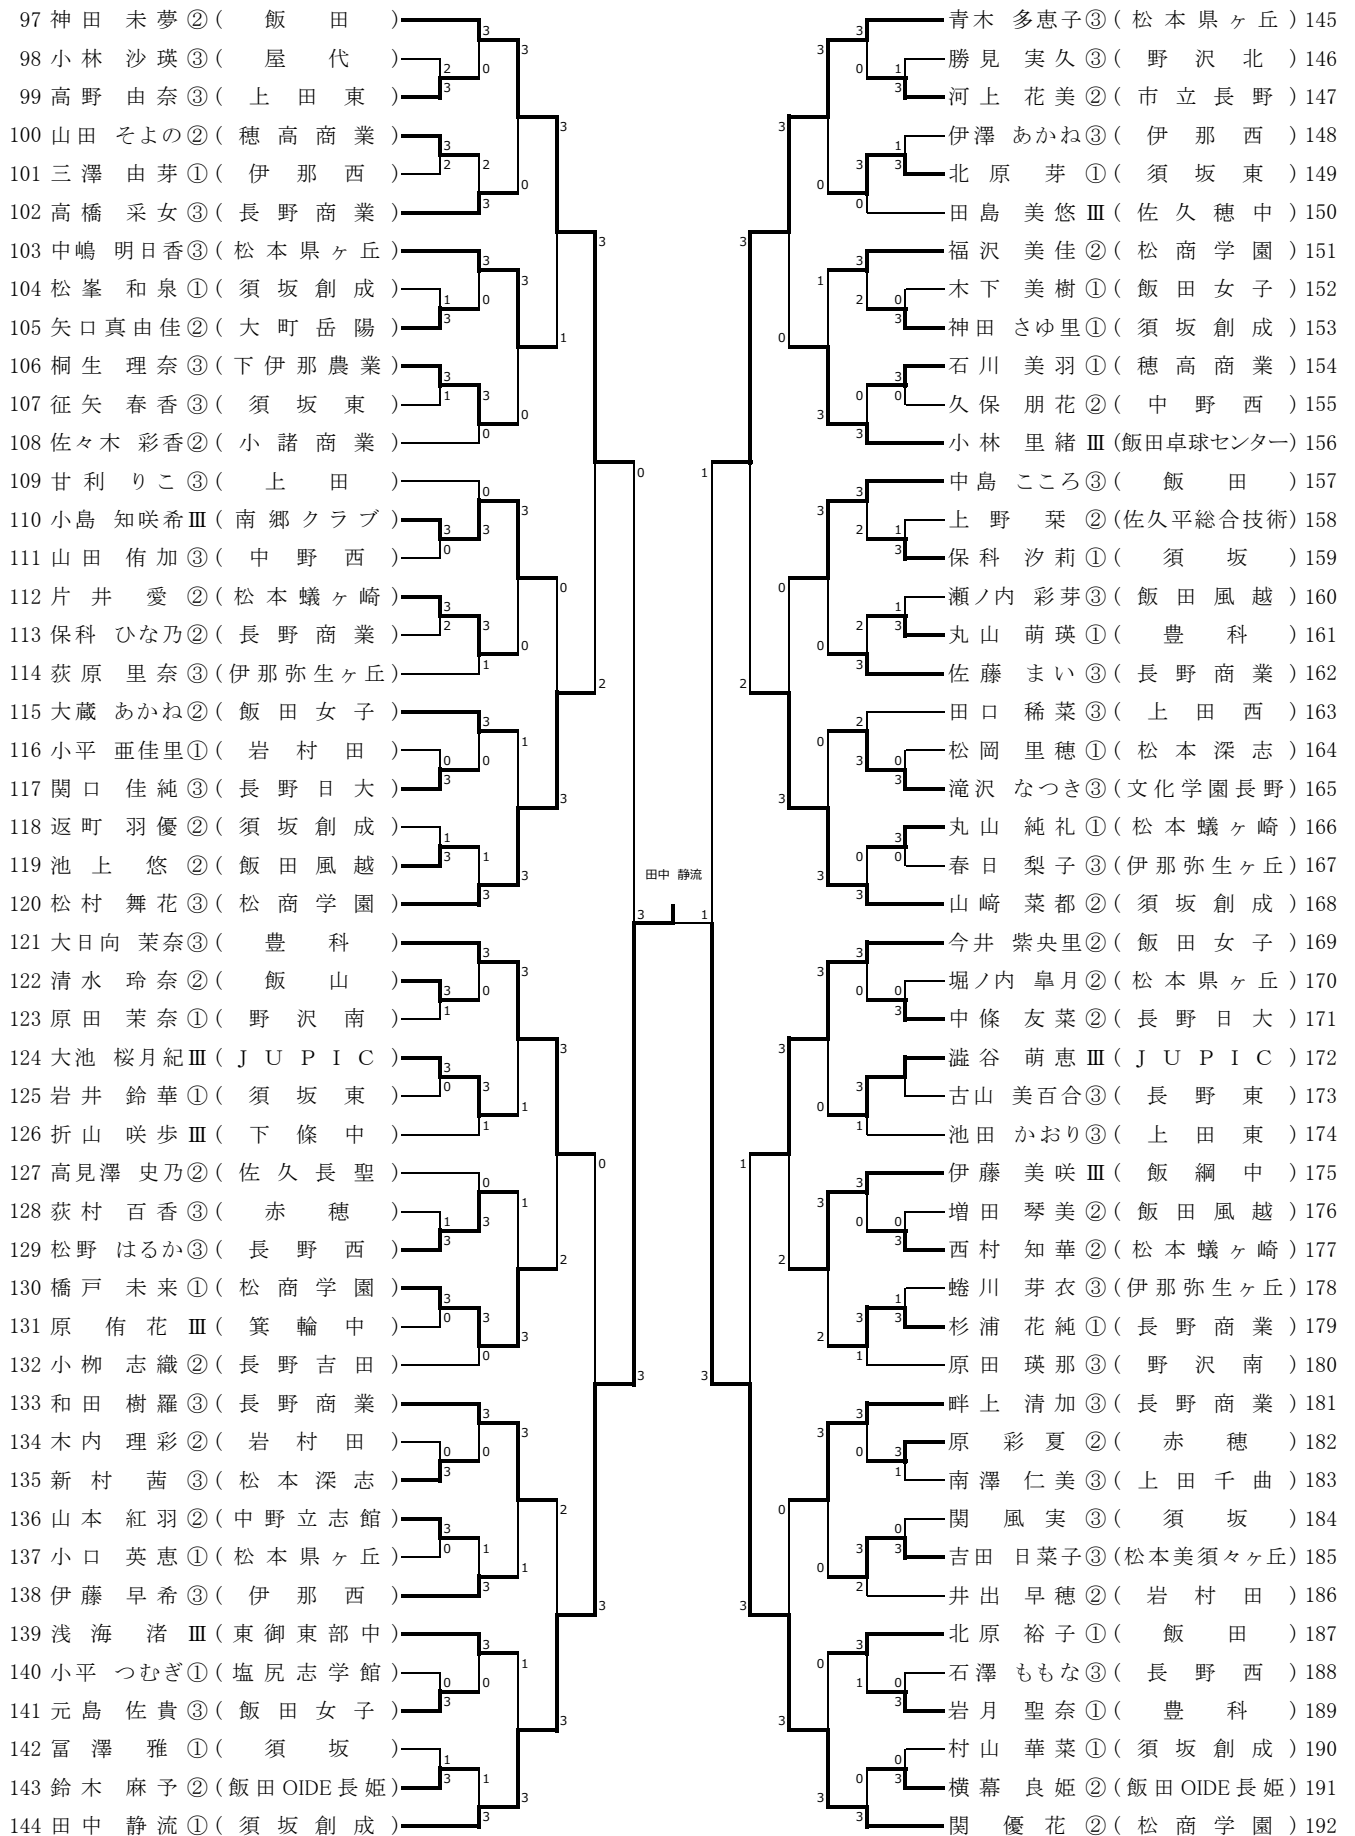 97 神田 未夢②( 飯田 )
98 小林 沙瑛③( 屋代 )
99 高野 由奈③( 上田東 )
100 山田 そよの②( 穂高商業 )
101 三澤 由芽①( 伊那西 )
102 高橋 采女③( 長野商業 )
103 中嶋 明日香③( 松本県ヶ丘 )
104 松峯 和泉①( 須坂創成 )
105 矢口真由佳②( 大町岳陽 )
106 桐生 理奈③( 下伊那農業 )
107 征矢 春香③( 須坂東 )
108 佐々木 彩香②( 小諸商業 )
109 甘利 りこ③( 上田 )
110 小島 知咲希Ⅲ( 南郷クラブ )
111 山田 侑加③( 中野西 )
112 片井 愛②( 松本蟻ヶ崎 )
113 保科 ひな乃②( 長野商業 )
114 荻原 里奈③(伊那弥生ヶ丘)
115 大蔵 あかね②( 飯田女子 )
116 小平 亜佳里①( 岩村田 )
117 関口 佳純③( 長野日大 )
118 返町 羽優②( 須坂創成 )
119 池上 悠②( 飯田風越 )
120 松村 舞花③( 松商学園 )
121 大日向 茉奈③( 豊科 )
122 清水 玲奈②( 飯山 )
123 原田 茉奈①( 野沢南 )
124 大池 桜月紀Ⅲ( JUPIC )
125 岩井 鈴華①( 須坂東 )
126 折山 咲歩Ⅲ( 下條中 )
127 高見澤 史乃②( 佐久長聖 )
128 荻村 百香③( 赤穂 )
129 松野 はるか③( 長野西 )
130 橋戸 未来①( 松商学園 )
131 原 侑花Ⅲ( 箕輪中 )
132 小栁 志織②( 長野吉田 )
133 和田 樹羅③( 長野商業 )
134 木内 理彩②( 岩村田 )
135 新村 茜③( 松本深志 )
136 山本 紅羽②( 中野立志館 )
137 小口 英恵①( 松本県ヶ丘 )
138 伊藤 早希③( 伊那西 )
139 浅海 渚Ⅲ( 東御東部中 )
140 小平 つむぎ①( 塩尻志学館 )
141 元島 佐貴③( 飯田女子 )
142 冨澤 雅①( 須坂 )
143 鈴木 麻予②(飯田OIDE長姫)
144 田中 静流①( 須坂創成 )
田中 静流
青木 多恵子③( 松本県ヶ丘 ) 145
勝見 実久③( 野沢北 ) 146
河上 花美②( 市立長野 ) 147
伊澤 あかね③( 伊那西 ) 148
北原 芽①( 須坂東 ) 149
田島 美悠Ⅲ( 佐久穂中 ) 150
福沢 美佳②( 松商学園 ) 151
木下 美樹①( 飯田女子 ) 152
神田 さゆ里①( 須坂創成 ) 153
石川 美羽①( 穂高商業 ) 154
久保 朋花②( 中野西 ) 155
小林 里緒Ⅲ(飯田卓球センター) 156
中島 こころ③( 飯田 ) 157
上野 栞②(佐久平総合技術) 158
保科 汐莉①( 須坂 ) 159
瀬ノ内 彩芽③( 飯田風越 ) 160
丸山 萌瑛①( 豊科 ) 161
佐藤 まい③( 長野商業 ) 162
田口 稀菜③( 上田西 ) 163
松岡 里穂①( 松本深志 ) 164
滝沢 なつき③(文化学園長野) 165
丸山 純礼①( 松本蟻ヶ崎 ) 166
春日 梨子③(伊那弥生ヶ丘) 167
山﨑 菜都②( 須坂創成 ) 168
今井 紫央里②( 飯田女子 ) 169
堀ノ内 皐月②( 松本県ヶ丘 ) 170
中條 友菜②( 長野日大 ) 171
澁谷 萌恵Ⅲ( JUPIC ) 172
古山 美百合③( 長野東 ) 173
池田 かおり③( 上田東 ) 174
伊藤 美咲Ⅲ( 飯綱中 ) 175
増田 琴美②( 飯田風越 ) 176
西村 知華②( 松本蟻ヶ崎 ) 177
蜷川 芽衣③(伊那弥生ヶ丘) 178
杉浦 花純①( 長野商業 ) 179
原田 瑛那③( 野沢南 ) 180
畔上 清加③( 長野商業 ) 181
原 彩夏②( 赤穂 ) 182
南澤 仁美③( 上田千曲 ) 183
関 風実③( 須坂 ) 184
吉田 日菜子③(松本美須々ヶ丘) 185
井出 早穂②( 岩村田 ) 186
北原 裕子①( 飯田 ) 187
石澤 ももな③( 長野西 ) 188
岩月 聖奈①( 豊科 ) 189
村山 華菜①( 須坂創成 ) 190
横幕 良姫②(飯田OIDE長姫) 191
関 優花②( 松商学園 ) 192